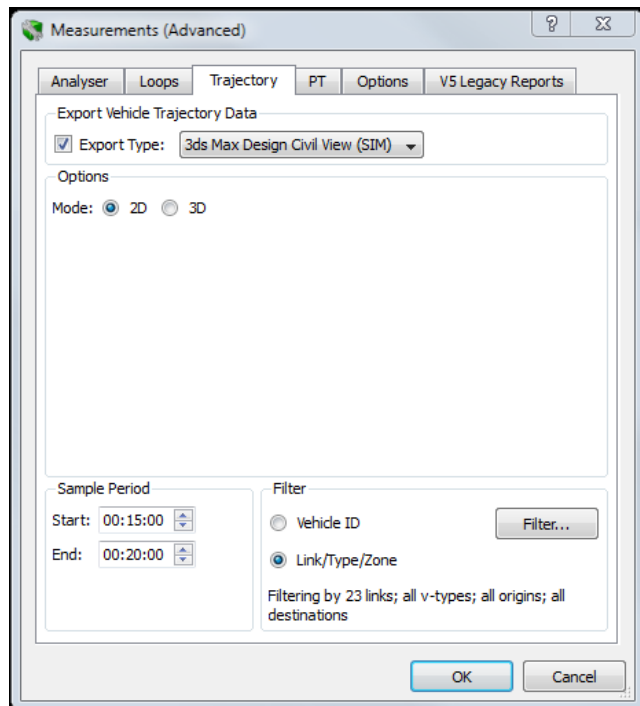 Measurements (Advanced)
Analyser Loops Trajectory PT Options V5 Legacy Reports
Export Vehicle Trajectory Data
Export Type: 3ds Max Design Civil View (SIM)
Options
Mode: 2D 3D
Sample Period
Start: 00:15:00
End: 00:20:00
Filter
Vehicle ID Filter...
Link/Type/Zone
Filtering by 23 links; all v-types; all origins; all
destinations
OK Cancel